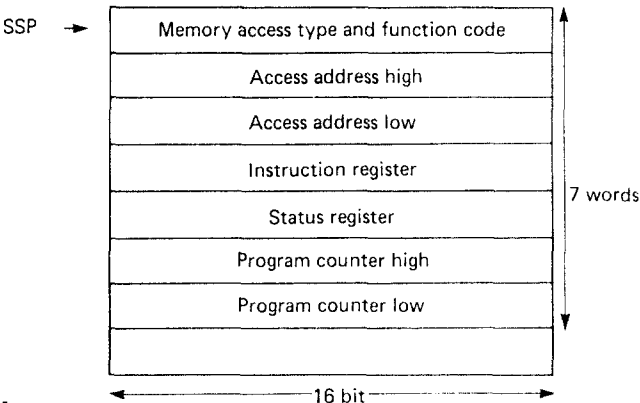 SSP
Memory access type and function code
Access address high
Access address low
Instruction register
7 words
Status register
Program counter high
Program counter low
16 bit